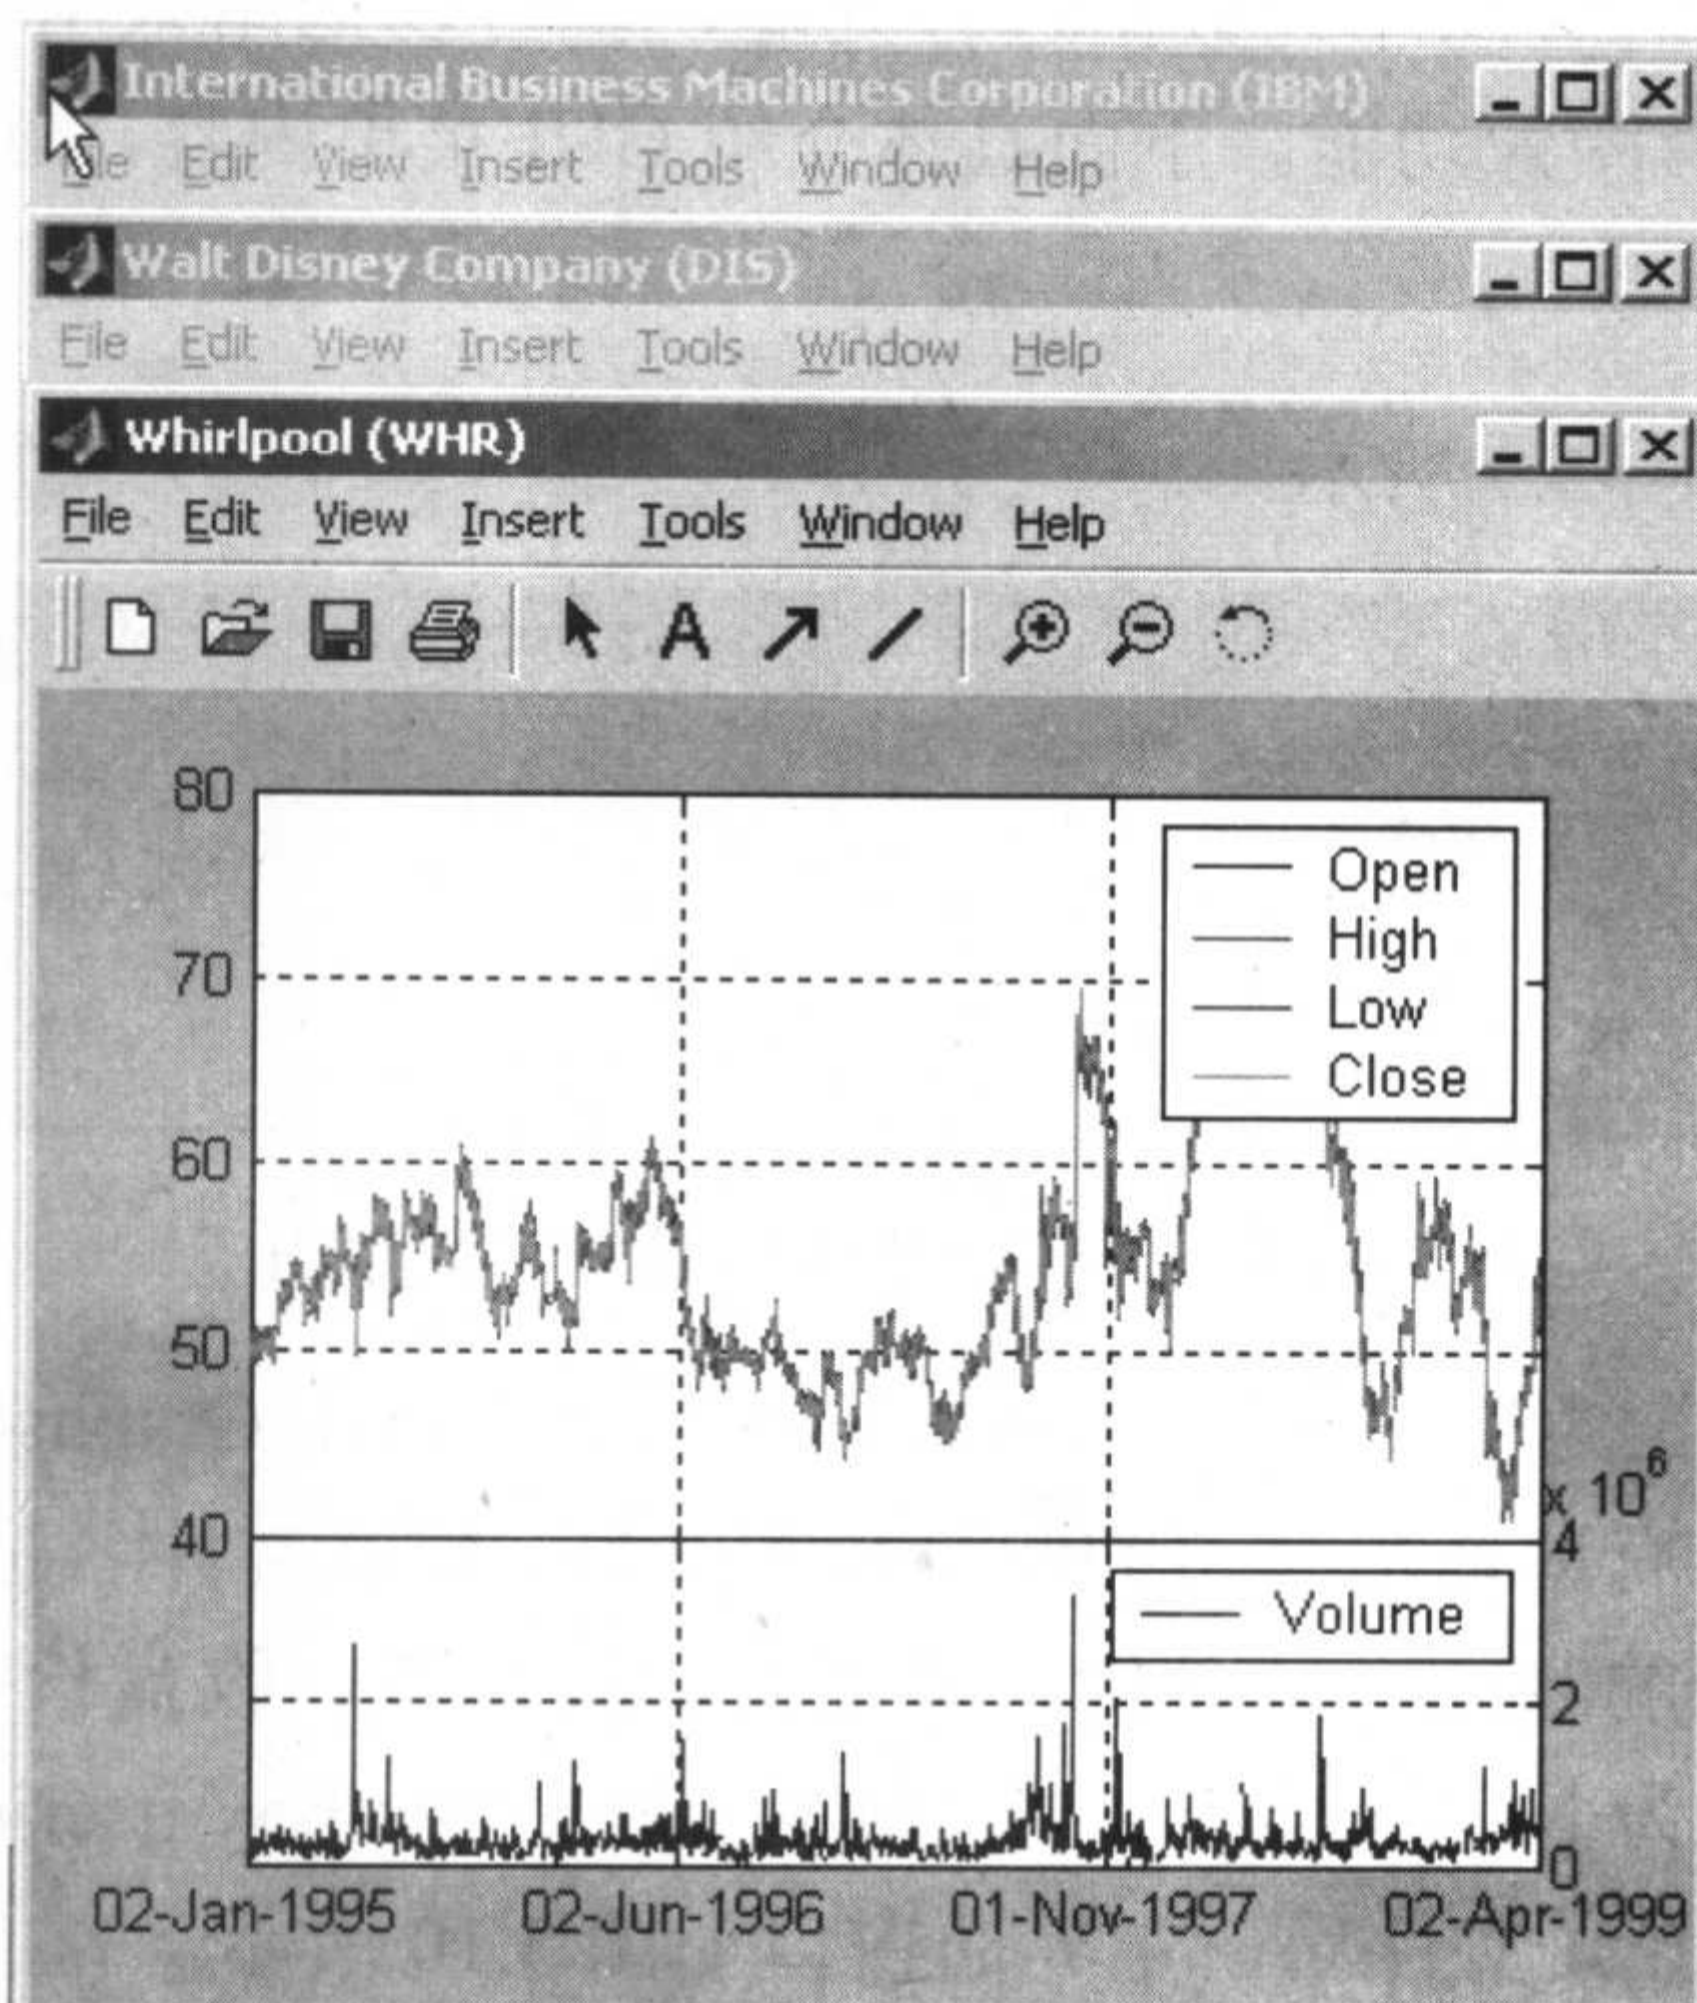 International Business Machines Corporation (IBM)
File Edit View Insert Tools Window Help
Walt Disney Company (DIS)
File Edit View Insert Tools Window Help
Whirlpool (WHR)
File Edit View Insert Tools Window Help
A
80
Open
High
70
Low
Close
60
50
x 10⁶
40 4
Volume
2
0
02-Jan-1995 02-Jun-1996 01-Nov-1997 02-Apr-1999